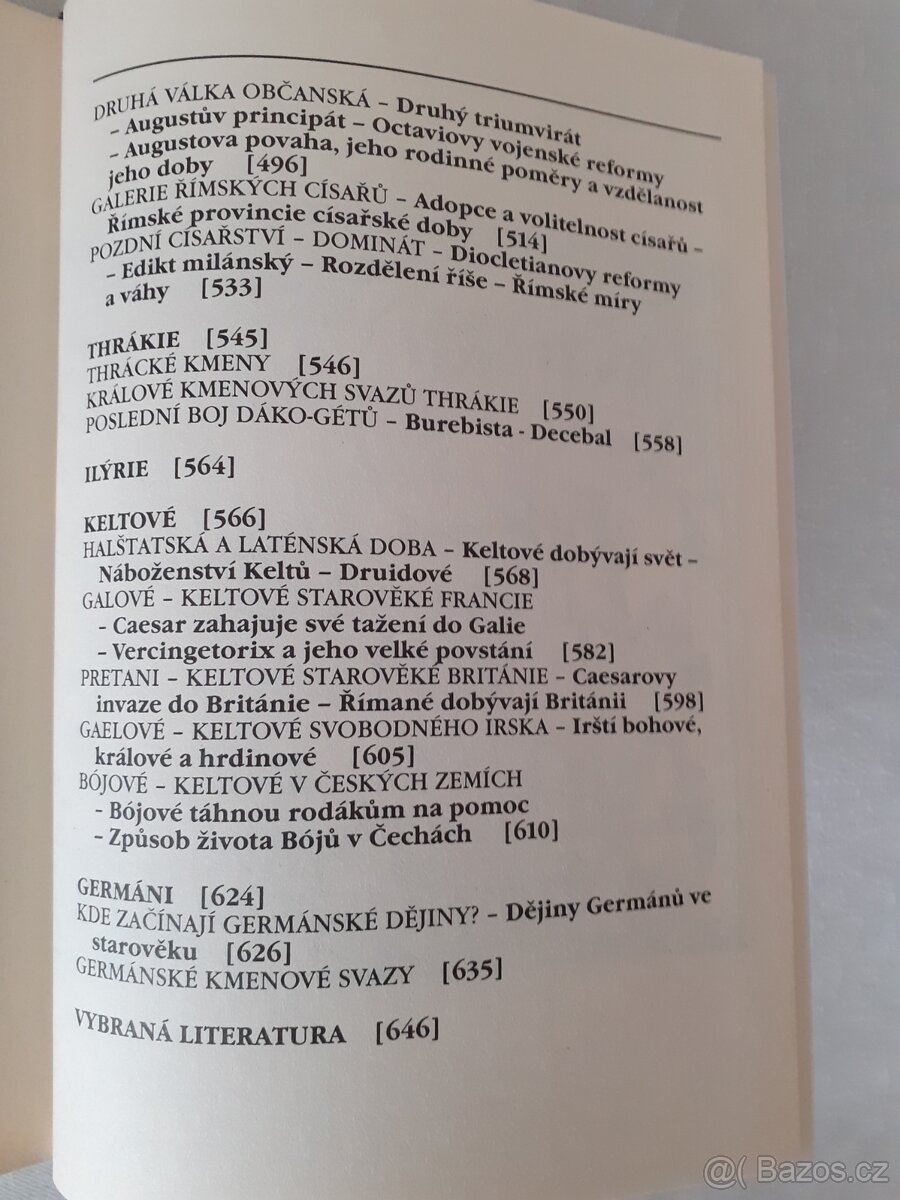 DRUHÁ VÁLKA OBČANSKÁ – Druhý triumvirát
– Augustův principát – Octaviovy vojenské reformy
– Augustova povaha, jeho rodinné poměry a vzdělanost
jeho doby [496]
GALERIE ŘÍMSKÝCH CÍSAŘŮ – Adopce a volitelnost císařů –
Římské provincie císařské doby [514]
POZDNÍ CÍSAŘSTVÍ – DOMINÁT – Diocletianovy reformy
– Edikt milánský – Rozdělení říše – Římské míry
a váhy [533]
THRÁKIE [545]
THRÁCKÉ KMENY [546]
KRÁLOVÉ KMENOVÝCH SVAZŮ THRÁKIE [550]
POSLEDNÍ BOJ DÁKO-GÉTŮ – Burebista - Decebal [558]
ILÝRIE [564]
KELTOVÉ [566]
HALŠTATSKÁ A LATÉNSKÁ DOBA – Keltové dobývají svět –
Náboženství Keltů – Druidové [568]
GALOVÉ – KELTOVÉ STAROVĚKÉ FRANCIE
- Caesar zahajuje své tažení do Galie
– Vercingetorix a jeho velké povstání [582]
PRETANI – KELTOVÉ STAROVĚKÉ BRITÁNIE – Caesarovy
invaze do Británie – Římané dobývají Británii [598]
GAELOVÉ – KELTOVÉ SVOBODNÉHO IRSKA – Irští bohové,
králové a hrdinové [605]
BÓJOVÉ – KELTOVÉ V ČESKÝCH ZEMÍCH
- Bójové táhnou rodákům na pomoc
– Způsob života Bójů v Čechách [610]
GERMÁNI [624]
KDE ZAČÍNAJÍ GERMÁNSKÉ DĚJINY? – Dějiny Germánů ve
starověku [626]
GERMÁNSKÉ KMENOVÉ SVAZY [635]
VYBRANÁ LITERATURA [646]
@( Bazos.cz